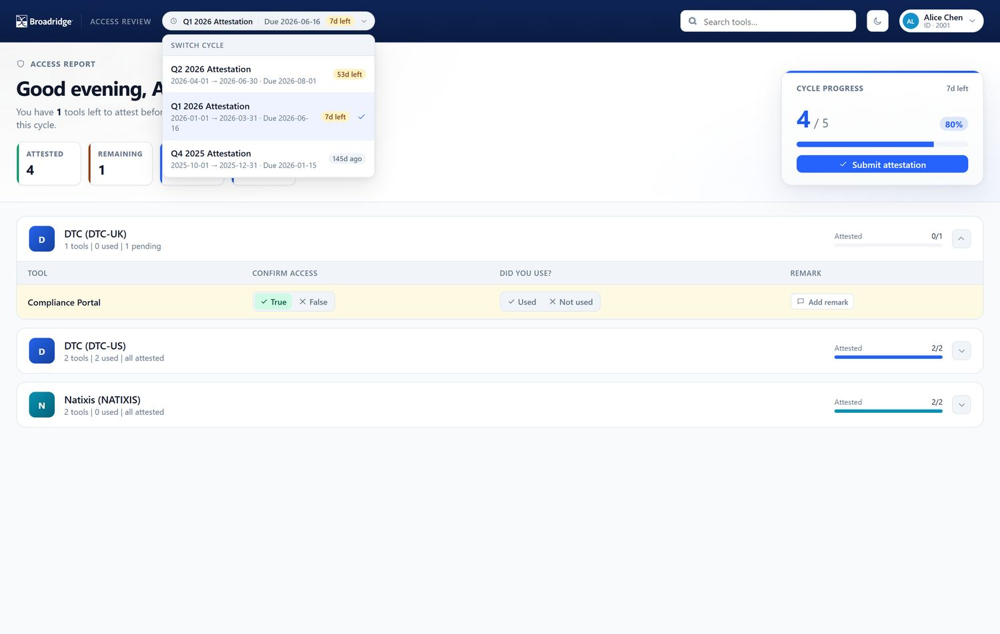 Broadridge
ACCESS REVIEW
Q1 2026 Attestation
Due 2026-06-16
7d left
Search tools...
AL
Alice Chen
ID · 2001
SWITCH CYCLE
Q2 2026 Attestation
2026-04-01 → 2026-06-30 · Due 2026-08-01
53d left
Q1 2026 Attestation
2026-01-01 → 2026-03-31 · Due 2026-06-
16
7d left
Q4 2025 Attestation
2025-10-01 → 2025-12-31 · Due 2026-01-15
145d ago
ACCESS REPORT
Good evening, A
You have 1 tools left to attest befor
this cycle.
ATTESTED
4
REMAINING
1
CYCLE PROGRESS
7d left
4 / 5
80%
Submit attestation
D
DTC (DTC-UK)
1 tools | 0 used | 1 pending
Attested
0/1
TOOL
CONFIRM ACCESS
DID YOU USE?
REMARK
Compliance Portal
True
False
Used
Not used
Add remark
D
DTC (DTC-US)
2 tools | 2 used | all attested
Attested
2/2
N
Natixis (NATIXIS)
2 tools | 0 used | all attested
Attested
2/2